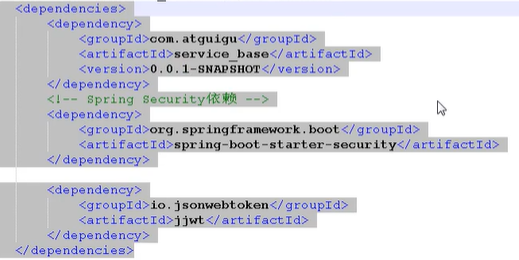 <dependencies>
<dependency>
<groupId>com.atguigu</groupId>
<artifactId>service_base</artifactId>
<version>0.0.1-SNAPSHOT</version>
</dependency>
<!-- Spring Security依赖 -->
<dependency>
<groupId>org.springframework.boot</groupId>
<artifactId>spring-boot-starter-security</artifactId>
</dependency>
<dependency>
<groupId>io.jsonwebtoken</groupId>
<artifactId>jjwt</artifactId>
</dependency>
</dependencies>